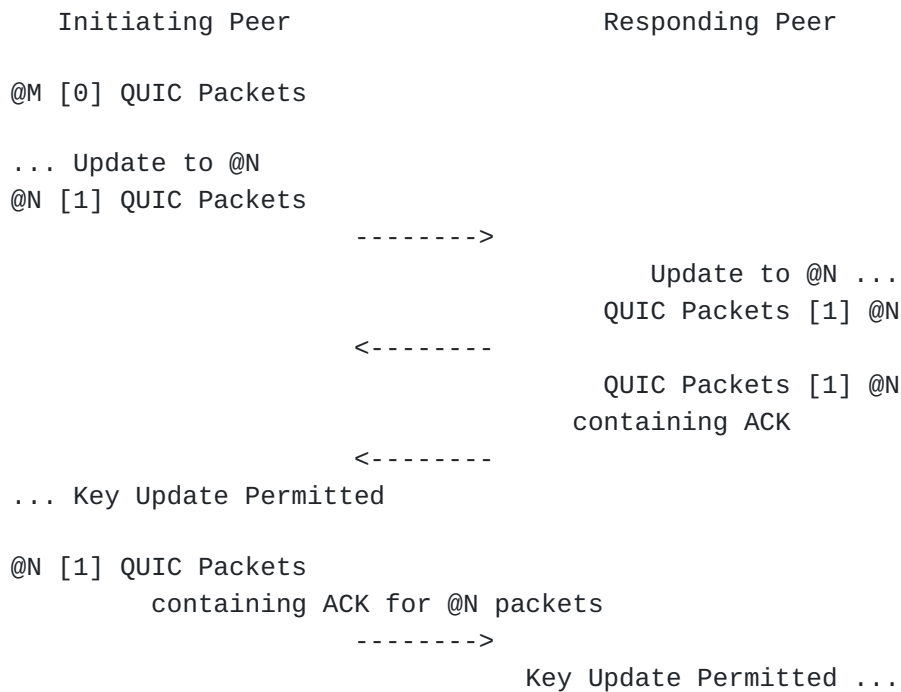 Initiating Peer                    Responding Peer
@M [0] QUIC Packets
... Update to @N
@N [1] QUIC Packets
-------->
Update to @N ...
QUIC Packets [1] @N
<--------
QUIC Packets [1] @N
containing ACK
<--------
... Key Update Permitted
@N [1] QUIC Packets
containing ACK for @N packets
-------->
Key Update Permitted ...